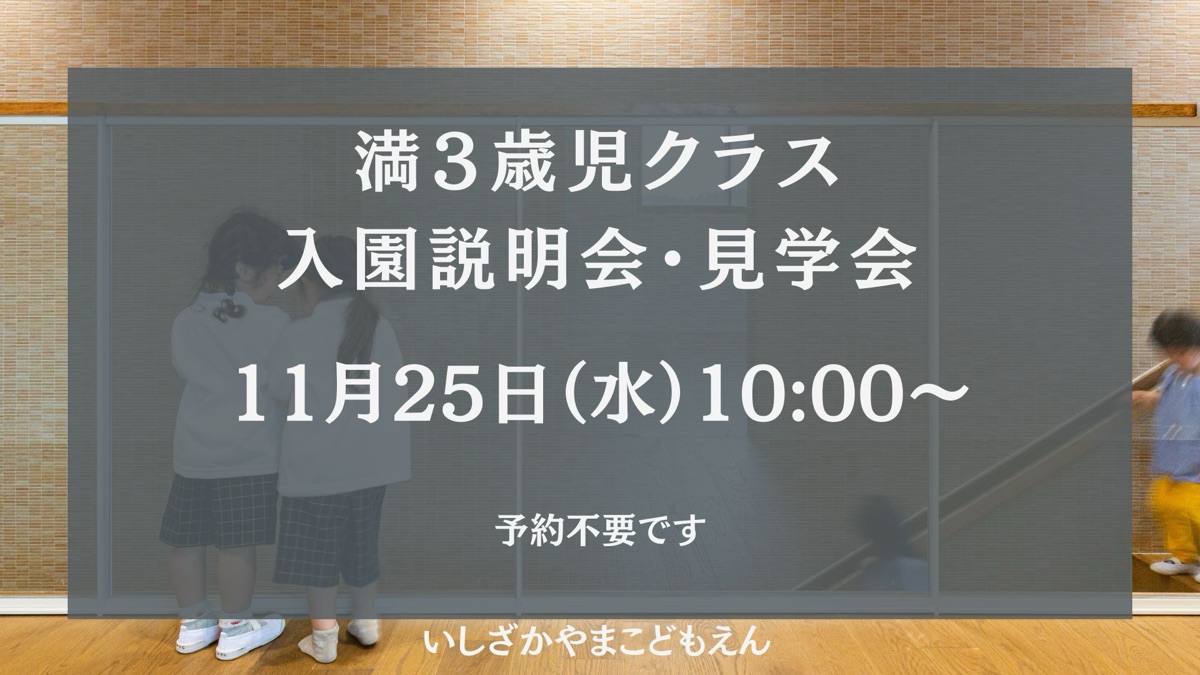 満３歳児クラス
入園説明会・見学会
11月25日（水）10:00〜
予約不要です
いしざかやまこどもえん